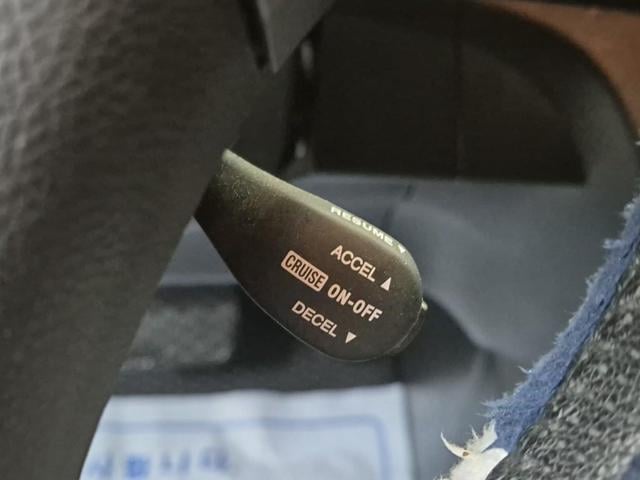 RESUME ▼
ACCEL ▲
CRUISE ON-OFF
DECEL ▼